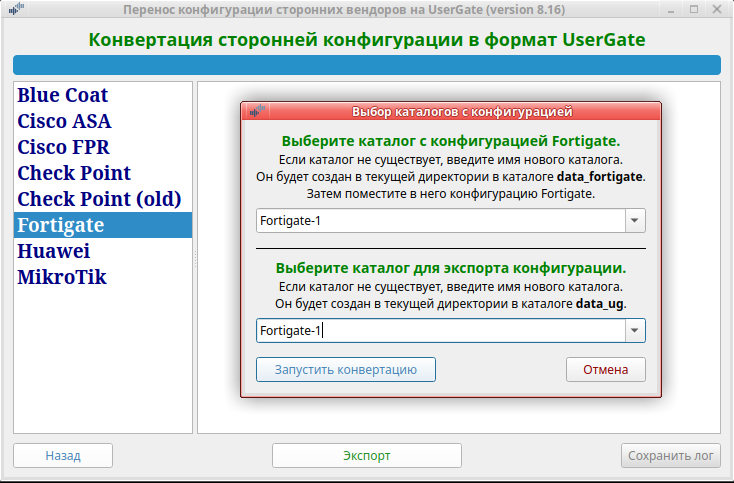 Перенос конфигурации сторонних вендоров на UserGate (version 8.16)
Конвертация сторонней конфигурации в формат UserGate
Blue Coat
Cisco ASA
Cisco FPR
Check Point
Check Point (old)
Fortigate
Huawei
MikroTik
Выбор каталогов с конфигурацией
Выберите каталог с конфигурацией Fortigate.
Если каталог не существует, введите имя нового каталога.
Он будет создан в текущей директории в каталоге data_fortigate.
Затем поместите в него конфигурацию Fortigate.
Fortigate-1
Выберите каталог для экспорта конфигурации.
Если каталог не существует, введите имя нового каталога.
Он будет создан в текущей директории в каталоге data_ug.
Fortigate-1
Запустить конвертацию
Отмена
Назад
Экспорт
Сохранить лог